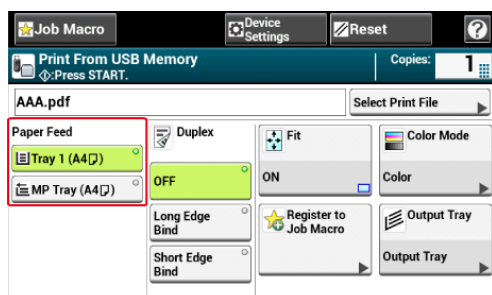 Job Macro
Device
Settings
Reset
?
Print From USB Memory
:Press START.
Copies:
1
AAA.pdf
Select Print File
Paper Feed
Tray 1 (A4)
MP Tray (A4)
Duplex
OFF
Long Edge
Bind
Short Edge
Bind
Fit
ON
Register to
Job Macro
Color Mode
Color
Output Tray
Output Tray